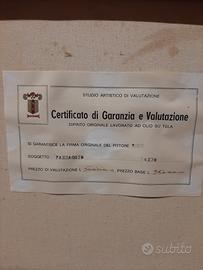 STUDIO ARTISTICO DI VALUTAZIONE
Certificato di Garanzia e Valutazione
DIPINTO ORIGINALE LAVORATO AD OLIO SU TELA
SI GARANTISCE LA FIRMA ORIGINALE DEL PITTORE
SOGGETTO PAESAGGIO
PREZZO DI VALUTAZIONE L. PREZZO BASE L.
subito